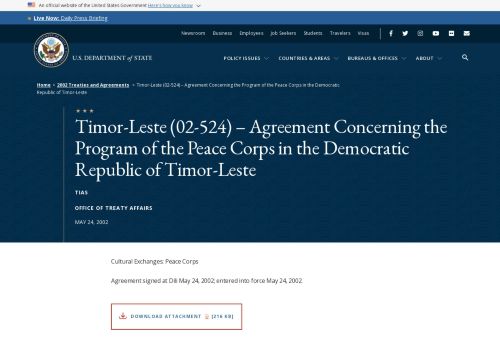 An official website of the United States Government Here's how you know
Live Now: Daily Press Briefing
Newsroom Business Employees Job Seekers Students Travelers Visas
U.S. DEPARTMENT of STATE
POLICY ISSUES COUNTRIES & AREAS BUREAUS & OFFICES ABOUT
Home > 2002 Treaties and Agreements > Timor-Leste (02-524) – Agreement Concerning the Program of the Peace Corps in the Democratic
Republic of Timor-Leste
Timor-Leste (02-524) – Agreement Concerning the
Program of the Peace Corps in the Democratic
Republic of Timor-Leste
TIAS
OFFICE OF TREATY AFFAIRS
MAY 24, 2002
Cultural Exchanges: Peace Corps
Agreement signed at Dili May 24, 2002; entered into force May 24, 2002.
DOWNLOAD ATTACHMENT [216 KB]